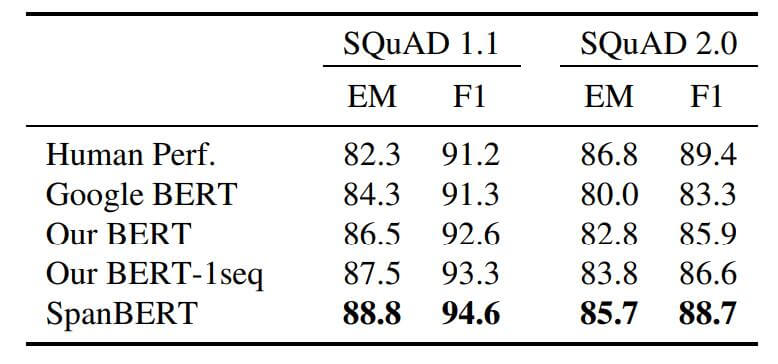 SQuAD 1.1 SQuAD 2.0
EM F1 EM F1
Human Perf. 82.3 91.2 86.8 89.4
Google BERT 84.3 91.3 80.0 83.3
Our BERT 86.5 92.6 82.8 85.9
Our BERT-1seq 87.5 93.3 83.8 86.6
SpanBERT 88.8 94.6 85.7 88.7